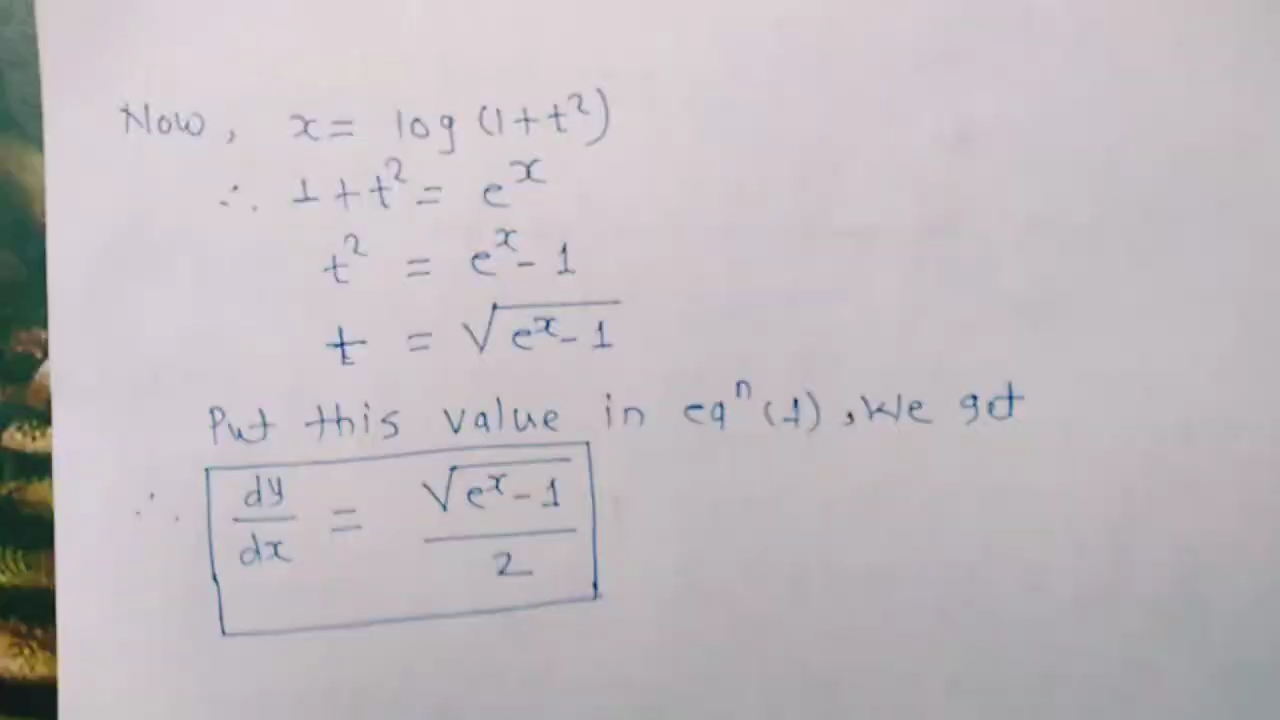 Now, x = log (1+t²)
∴ 1 + t² = eˣ
t² = eˣ - 1
t = √(eˣ - 1)
Put this value in eqⁿ (1), We get
∴ dy/dx = √(eˣ - 1)/2